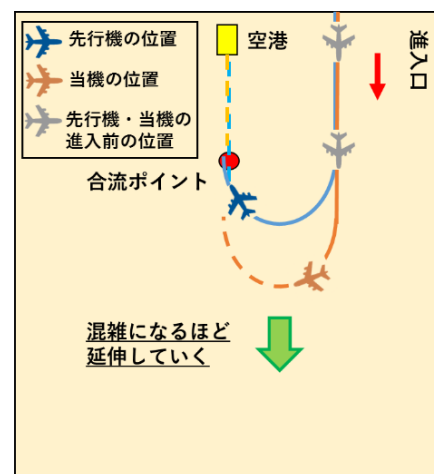 先行機の位置
当機の位置
先行機・当機の
進入前の位置
空港
進入口
合流ポイント
混雑になるほど
延伸していく